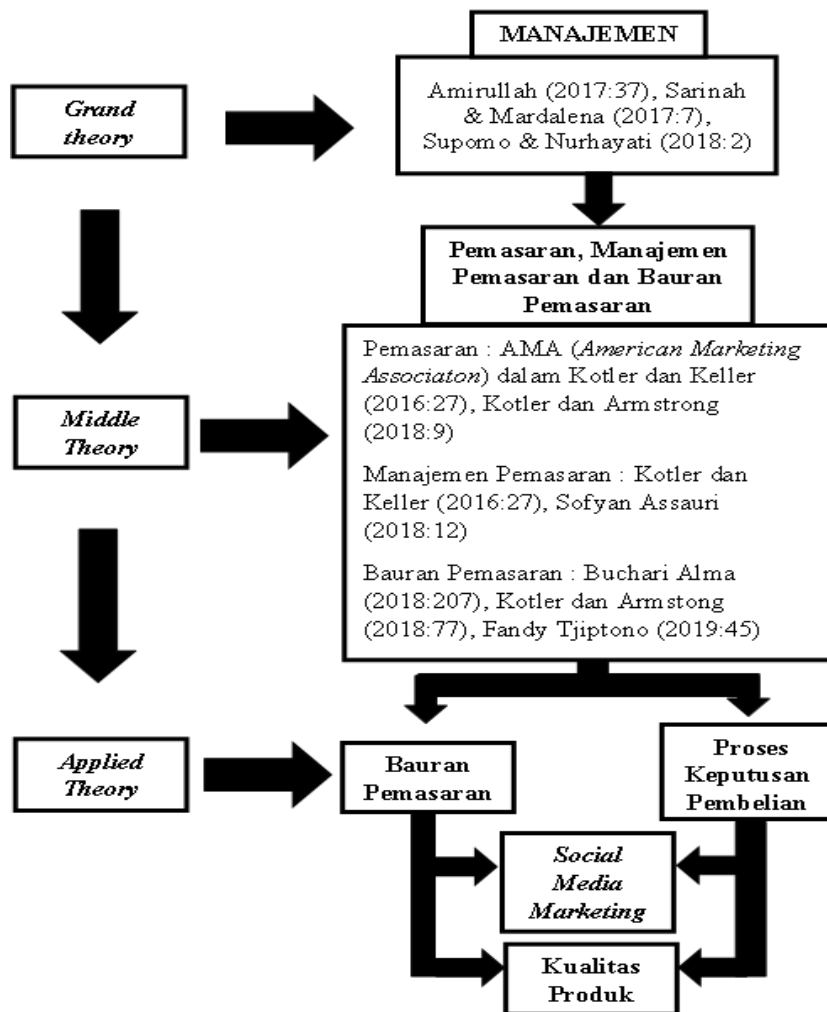 MANAJEMEN
Grand
theory
Amirullah (2017:37), Sarinah
& Mardalena (2017:7),
Supomo & Nurhayati (2018:2)
Pemasaran, Manajemen
Pemasaran dan Bauran
Pemasaran
Middle
Theory
Pemasaran : AMA (American Marketing
Associaton) dalam Kotler dan Keller
(2016:27), Kotler dan Armstrong
(2018:9)
Manajemen Pemasaran : Kotler dan
Keller (2016:27), Sofyan Assauri
(2018:12)
Bauran Pemasaran : Buchari Alma
(2018:207), Kotler dan Armstong
(2018:77), Fandy Tjiptono (2019:45)
Applied
Theory
Bauran
Pemasaran
Proses
Keputusan
Pembelian
Social
Media
Marketing
Kualitas
Produk